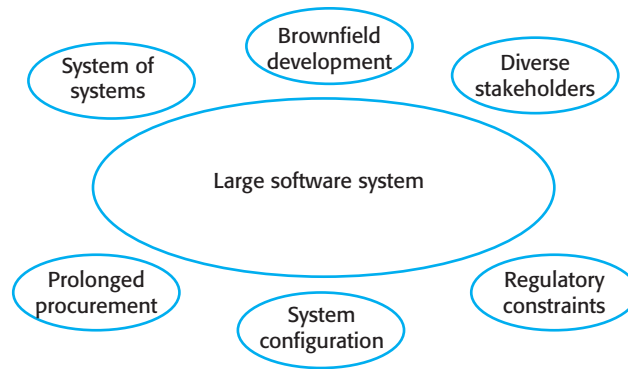 Brownfield
development
System of
systems
Diverse
stakeholders
Large software system
Prolonged
procurement
System
configuration
Regulatory
constraints